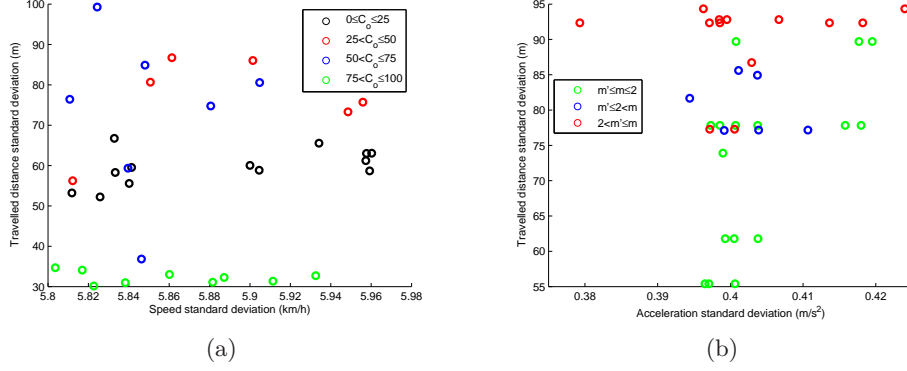 100
90
80
70
60
50
40
30
5.8 5.82 5.84 5.86 5.88 5.9 5.92 5.94 5.96 5.98
Travelled distance standard deviation (m)
Speed standard deviation (km/h)
0≤C_o≤25
25<C_o≤50
50<C_o≤75
75<C_o≤100
(a)
95
90
85
80
75
70
65
60
55
0.38 0.39 0.4 0.41 0.42
Travelled distance standard deviation (m)
Acceleration standard deviation (m/s²)
m'≤m≤2
m'≤2<m
2<m'≤m
(b)